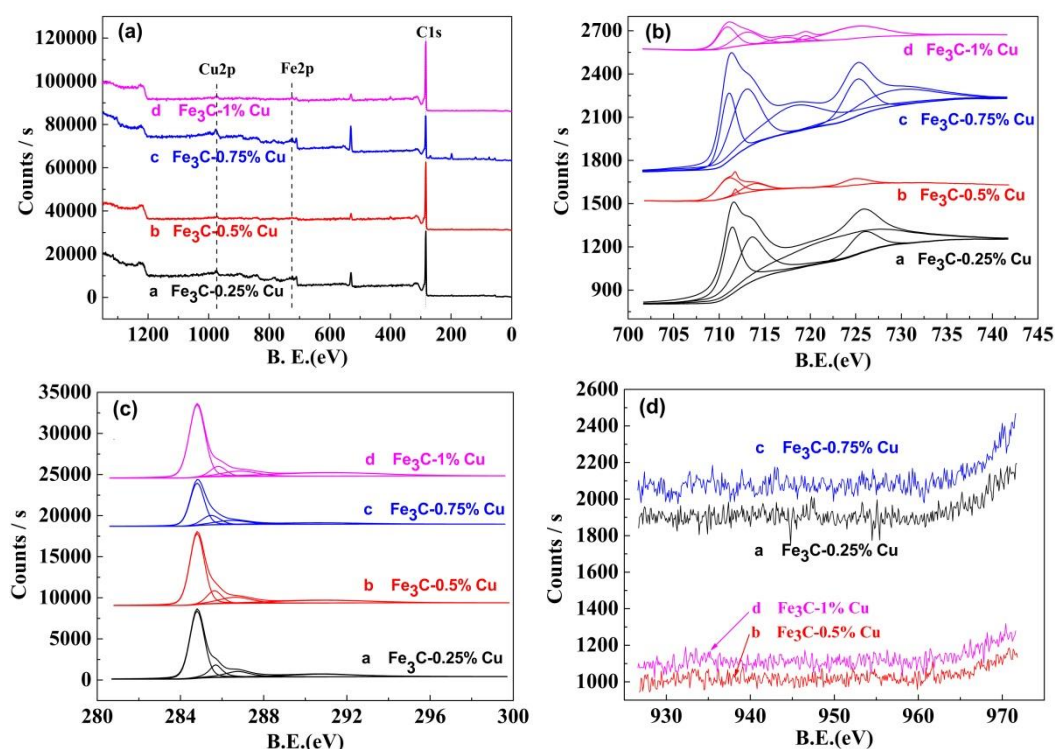 (a)
C1s
Cu2p
Fe2p
d Fe3C-1% Cu
c Fe3C-0.75% Cu
b Fe3C-0.5% Cu
a Fe3C-0.25% Cu
120000
100000
80000
60000
40000
20000
0
Counts / s
1200 1000 800 600 400 200 0
B. E.(eV)
(b)
d Fe3C-1% Cu
c Fe3C-0.75% Cu
b Fe3C-0.5% Cu
a Fe3C-0.25% Cu
2700
2400
2100
1800
1500
1200
900
Counts / s
700 705 710 715 720 725 730 735 740 745
B.E.(eV)
(c)
d Fe3C-1% Cu
c Fe3C-0.75% Cu
b Fe3C-0.5% Cu
a Fe3C-0.25% Cu
35000
30000
25000
20000
15000
10000
5000
0
Counts / s
280 284 288 292 296 300
B.E.(eV)
(d)
c Fe3C-0.75% Cu
a Fe3C-0.25% Cu
d Fe3C-1% Cu
b Fe3C-0.5% Cu
2600
2400
2200
2000
1800
1600
1400
1200
1000
Counts / s
930 940 950 960 970
B.E.(eV)